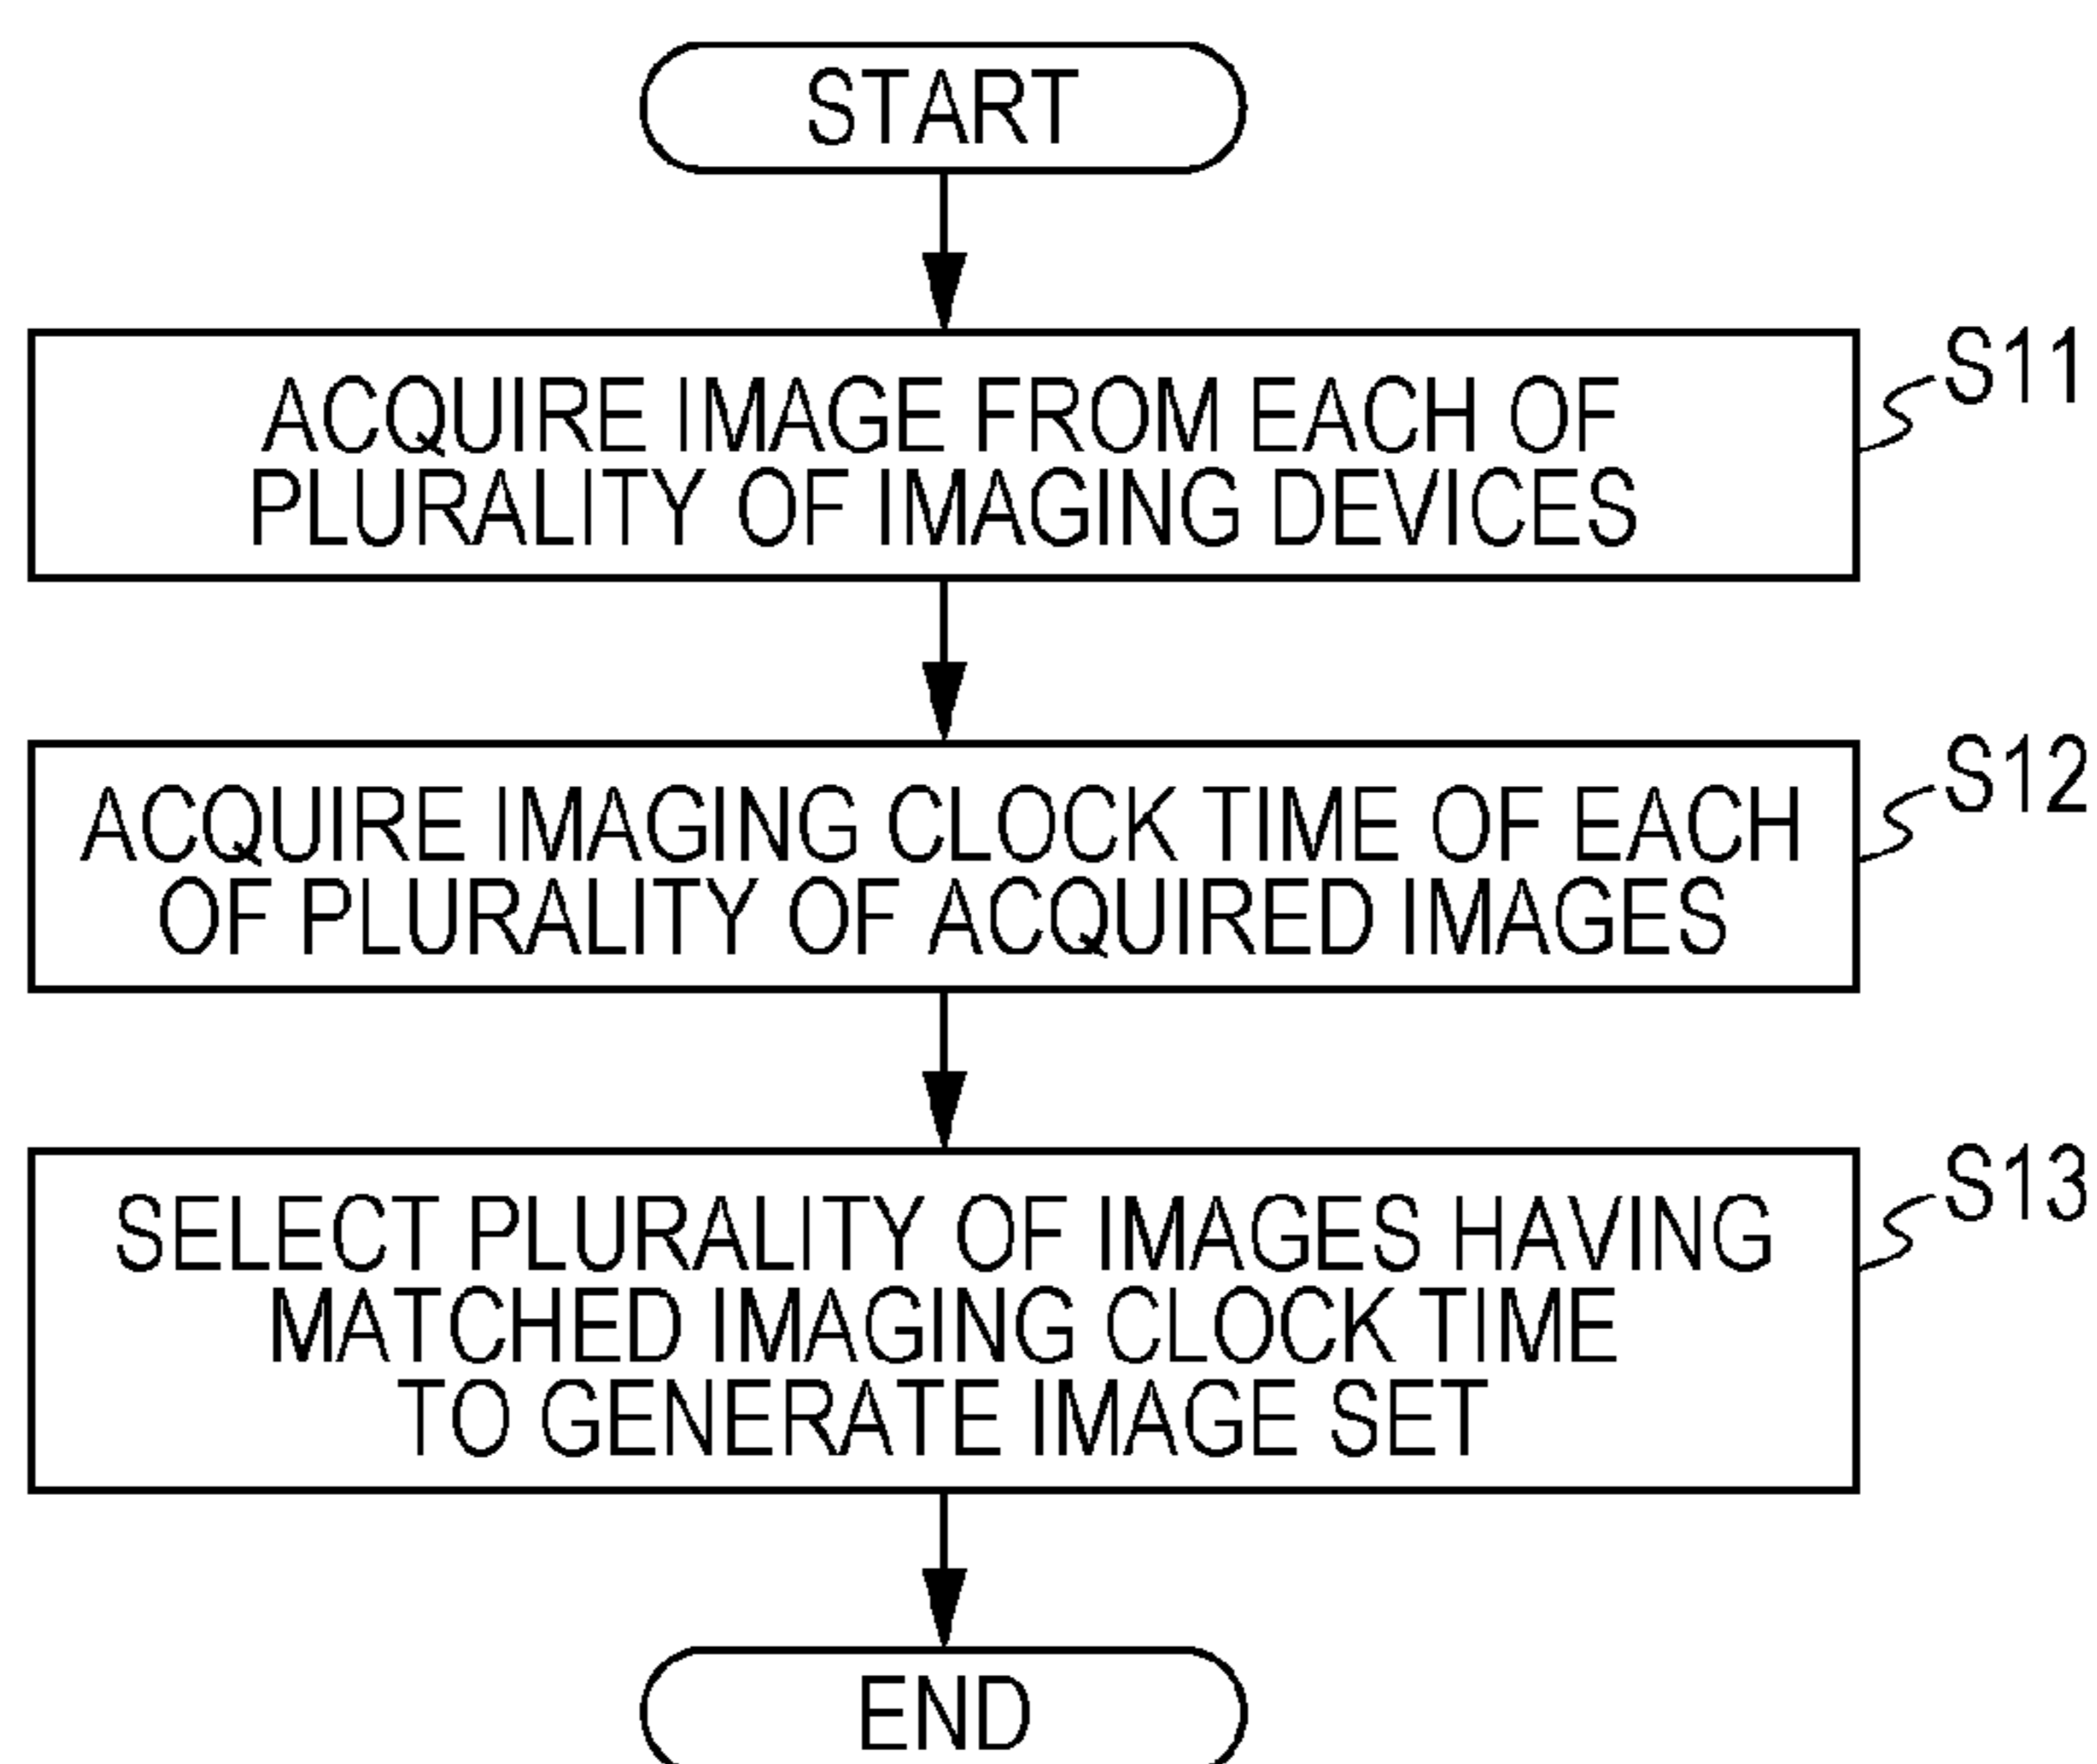 START
S11
ACQUIRE IMAGE FROM EACH OF
PLURALITY OF IMAGING DEVICES
S12
ACQUIRE IMAGING CLOCK TIME OF EACH
OF PLURALITY OF ACQUIRED IMAGES
S13
SELECT PLURALITY OF IMAGES HAVING
MATCHED IMAGING CLOCK TIME
TO GENERATE IMAGE SET
END